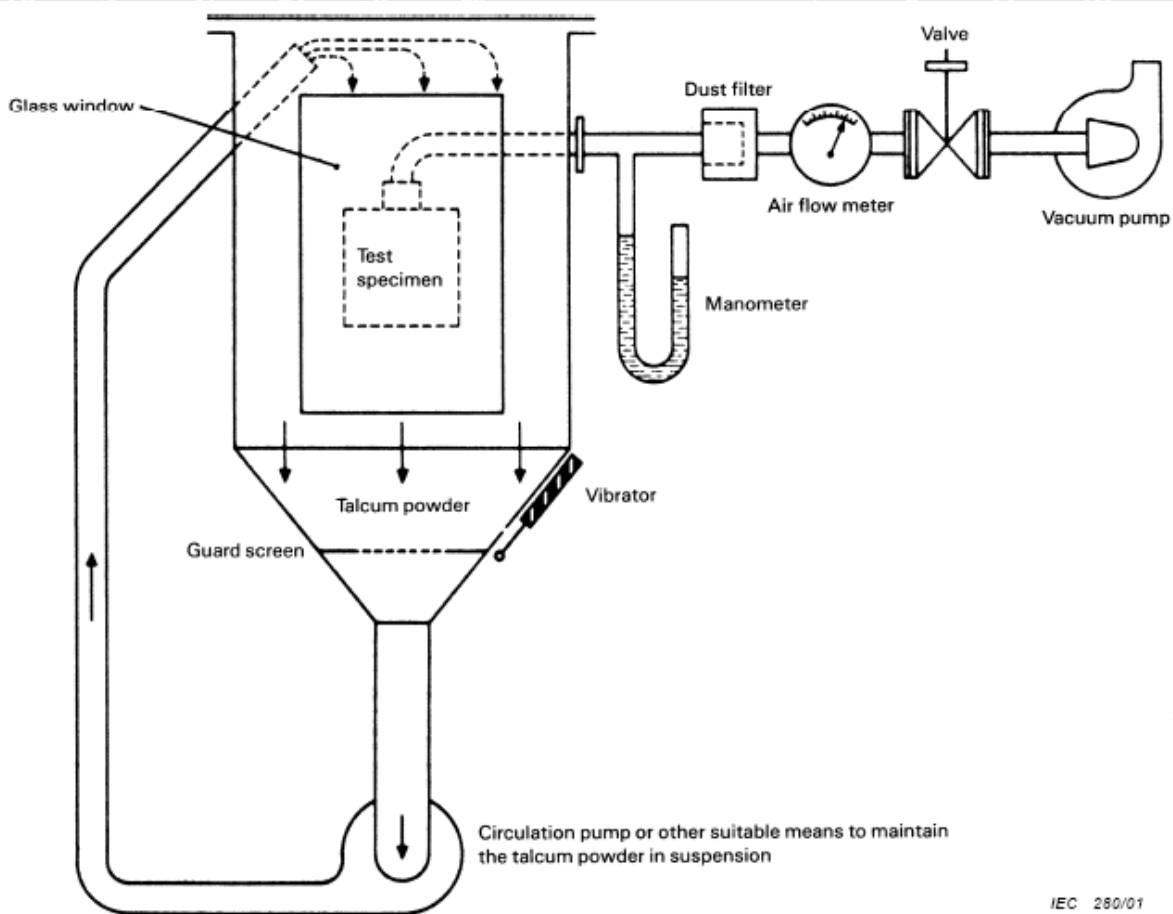 Valve
Dust filter
Glass window
Air flow meter
Vacuum pump
Test
specimen
Manometer
Talcum powder
Vibrator
Guard screen
Circulation pump or other suitable means to maintain
the talcum powder in suspension
IEC 280/01